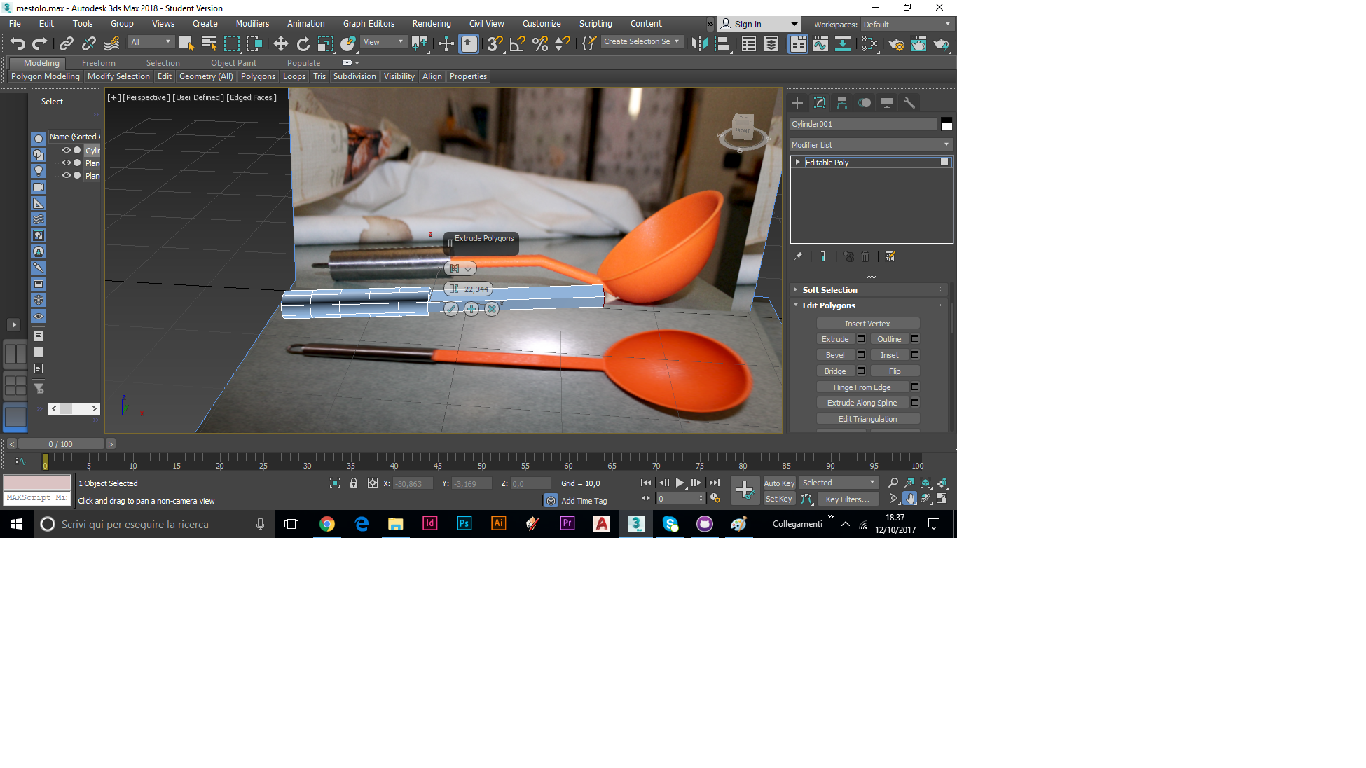 mestolo.max - Autodesk 3ds Max 2018 - Student Version
File Edit Tools Group Views Create Modifiers Animation Graph Editors Rendering Civil View Customize Scripting Content Sign In Workspaces: Default
All View Create Selection Se
Modeling Freeform Selection Object Paint Populate
Polygon Modeling Modify Selection Edit Geometry (All) Polygons Loops Tris Subdivision Visibility Align Properties
Select
Name (Sorted A
Cylir
Plan
Plan
[+] [Perspective] [User Defined] [Edged Faces]
Extrude Polygons
22,344
Cylinder001
Modifier List
Editable Poly
Soft Selection
Edit Polygons
Insert Vertex
Extrude Outline
Bevel Inset
Bridge Flip
Hinge From Edge
Extrude Along Spline
Edit Triangulation
0 / 100
0 5 10 15 20 25 30 35 40 45 50 55 60 65 70 75 80 85 90 95 100
1 Object Selected X: -30,863 Y: -3,169 Z: 0,0 Grid = 10,0 Auto Key Selected
MAXScript Mi Click and drag to pan a non-camera view Add Time Tag 0 Set Key Key Filters...
Scrivi qui per eseguire la ricerca Collegamenti 18:37
12/10/2017